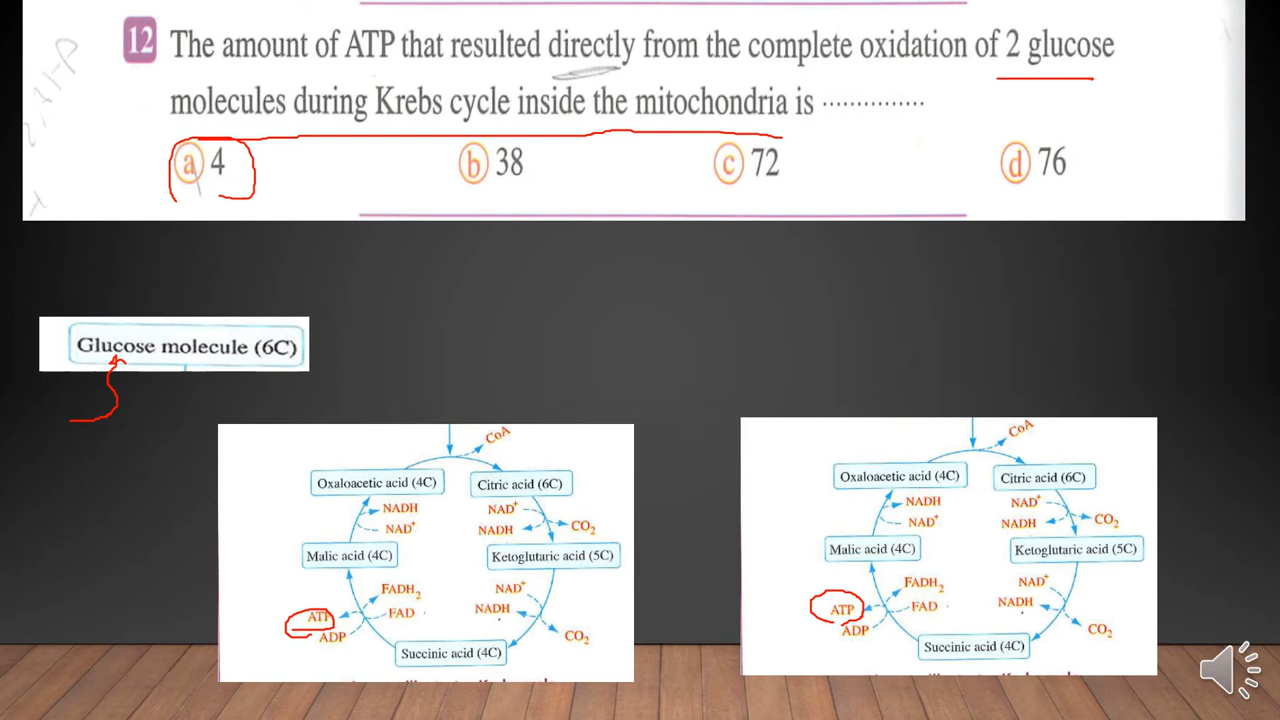 12 The amount of ATP that resulted directly from the complete oxidation of 2 glucose
molecules during Krebs cycle inside the mitochondria is ...............
a 4 b 38 c 72 d 76
Glucose molecule (6C)
CoA
Oxaloacetic acid (4C)
Citric acid (6C)
NADH
NAD+
NAD+
NADH
CO2
Malic acid (4C)
Ketoglutaric acid (5C)
FADH2
FAD
ATP
ADP
NAD+
NADH
CO2
Succinic acid (4C)
CoA
Oxaloacetic acid (4C)
Citric acid (6C)
NADH
NAD+
NAD+
NADH
CO2
Malic acid (4C)
Ketoglutaric acid (5C)
FADH2
FAD
ATP
ADP
NAD+
NADH
CO2
Succinic acid (4C)